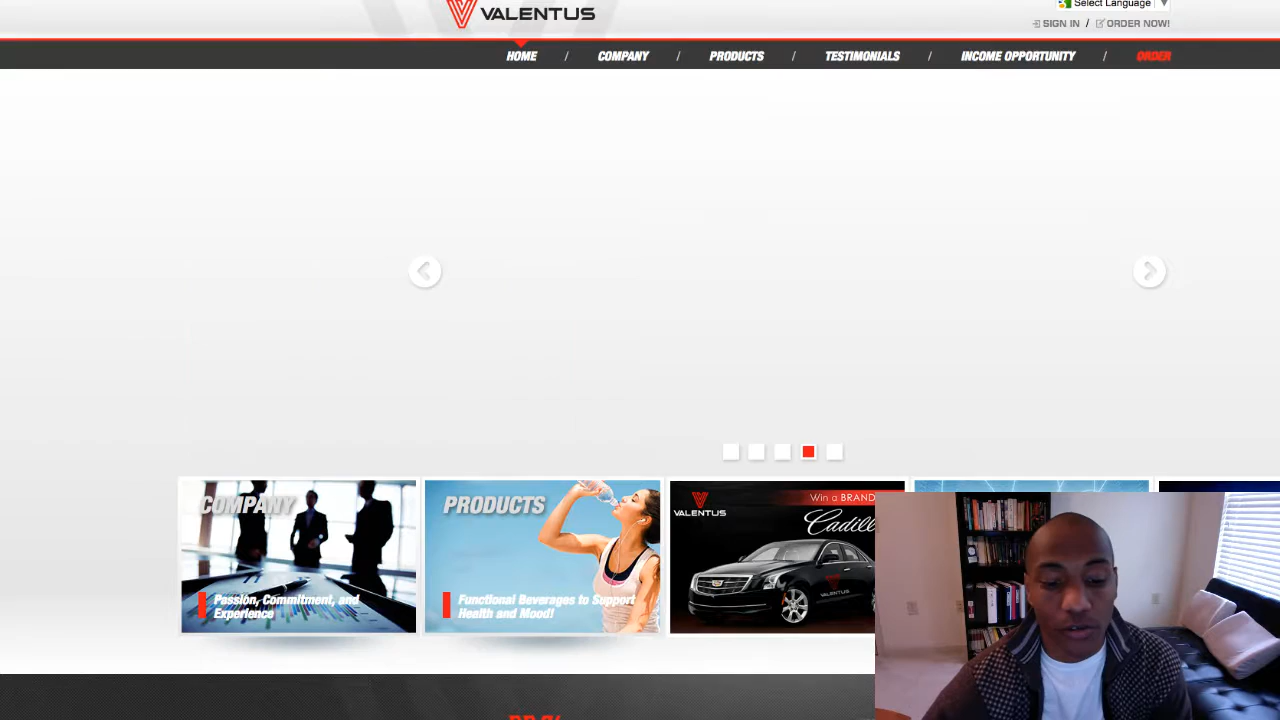 VALENTUS
Select Language
SIGN IN / ORDER NOW!
HOME / COMPANY / PRODUCTS / TESTIMONIALS / INCOME OPPORTUNITY / ORDER
COMPANY
Passion, Commitment, and
Experience
PRODUCTS
Functional Beverages to Support
Health and Mood!
Win a BRAND
VALENTUS
VALENTUS